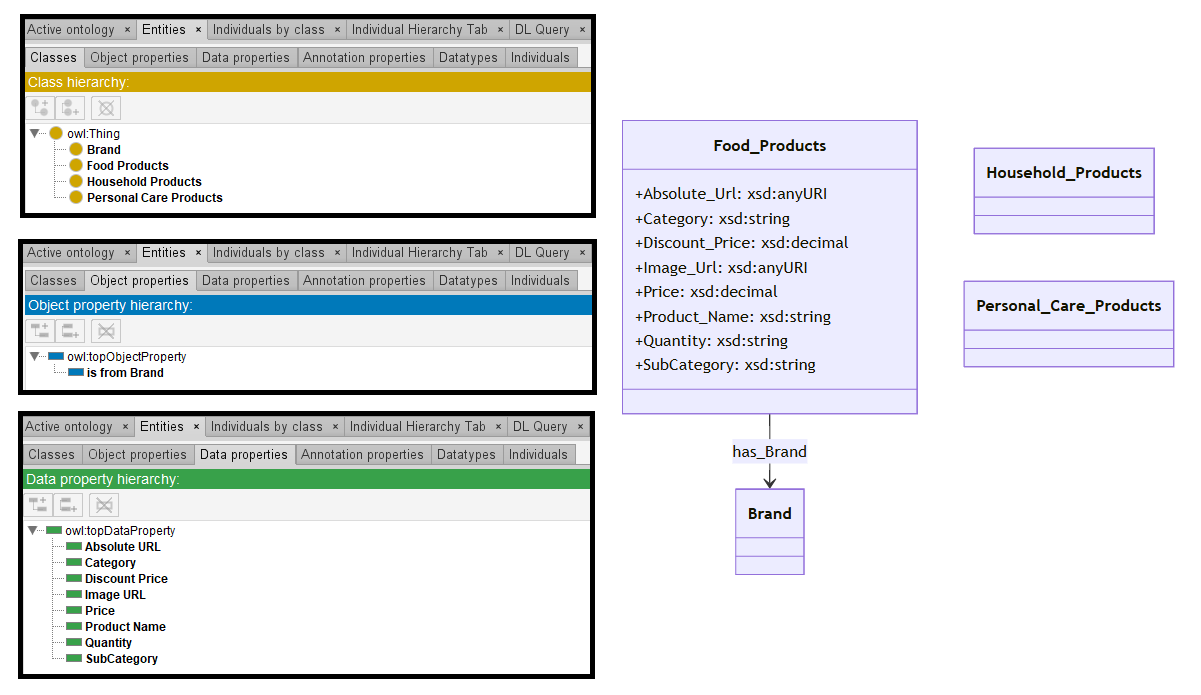 Active ontology × Entities × Individuals by class × Individual Hierarchy Tab × DL Query ×
Classes Object properties Data properties Annotation properties Datatypes Individuals
Class hierarchy:
owl:Thing
Brand
Food Products
Household Products
Personal Care Products
Active ontology × Entities × Individuals by class × Individual Hierarchy Tab × DL Query ×
Classes Object properties Data properties Annotation properties Datatypes Individuals
Object property hierarchy:
owl:topObjectProperty
is from Brand
Active ontology × Entities × Individuals by class × Individual Hierarchy Tab × DL Query ×
Classes Object properties Data properties Annotation properties Datatypes Individuals
Data property hierarchy:
owl:topDataProperty
Absolute URL
Category
Discount Price
Image URL
Price
Product Name
Quantity
SubCategory
Food_Products
+Absolute_Url: xsd:anyURI
+Category: xsd:string
+Discount_Price: xsd:decimal
+Image_Url: xsd:anyURI
+Price: xsd:decimal
+Product_Name: xsd:string
+Quantity: xsd:string
+SubCategory: xsd:string
has_Brand
Brand
Household_Products
Personal_Care_Products